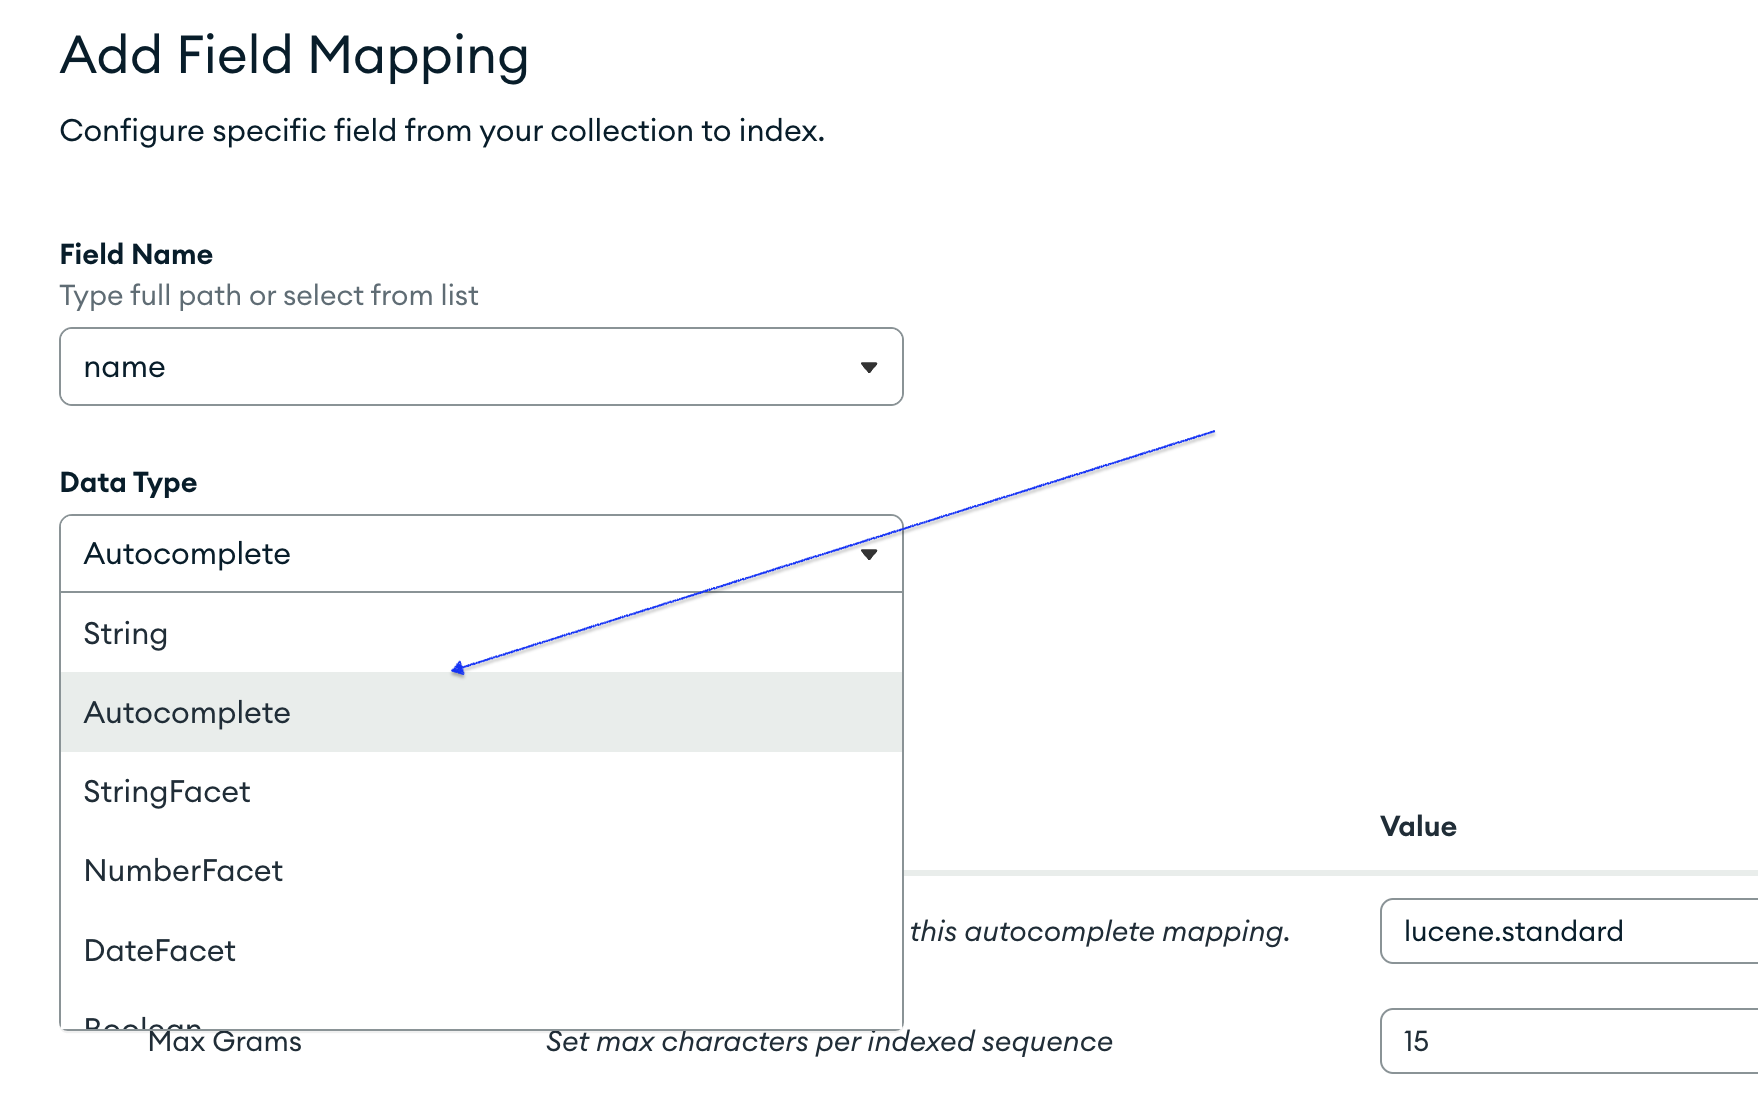 Add Field Mapping
Configure specific field from your collection to index.
Field Name
Type full path or select from list
name
Data Type
Autocomplete
String
Autocomplete
StringFacet
NumberFacet
DateFacet
Boolean
Value
this autocomplete mapping.
lucene.standard
Max Grams
Set max characters per indexed sequence
15